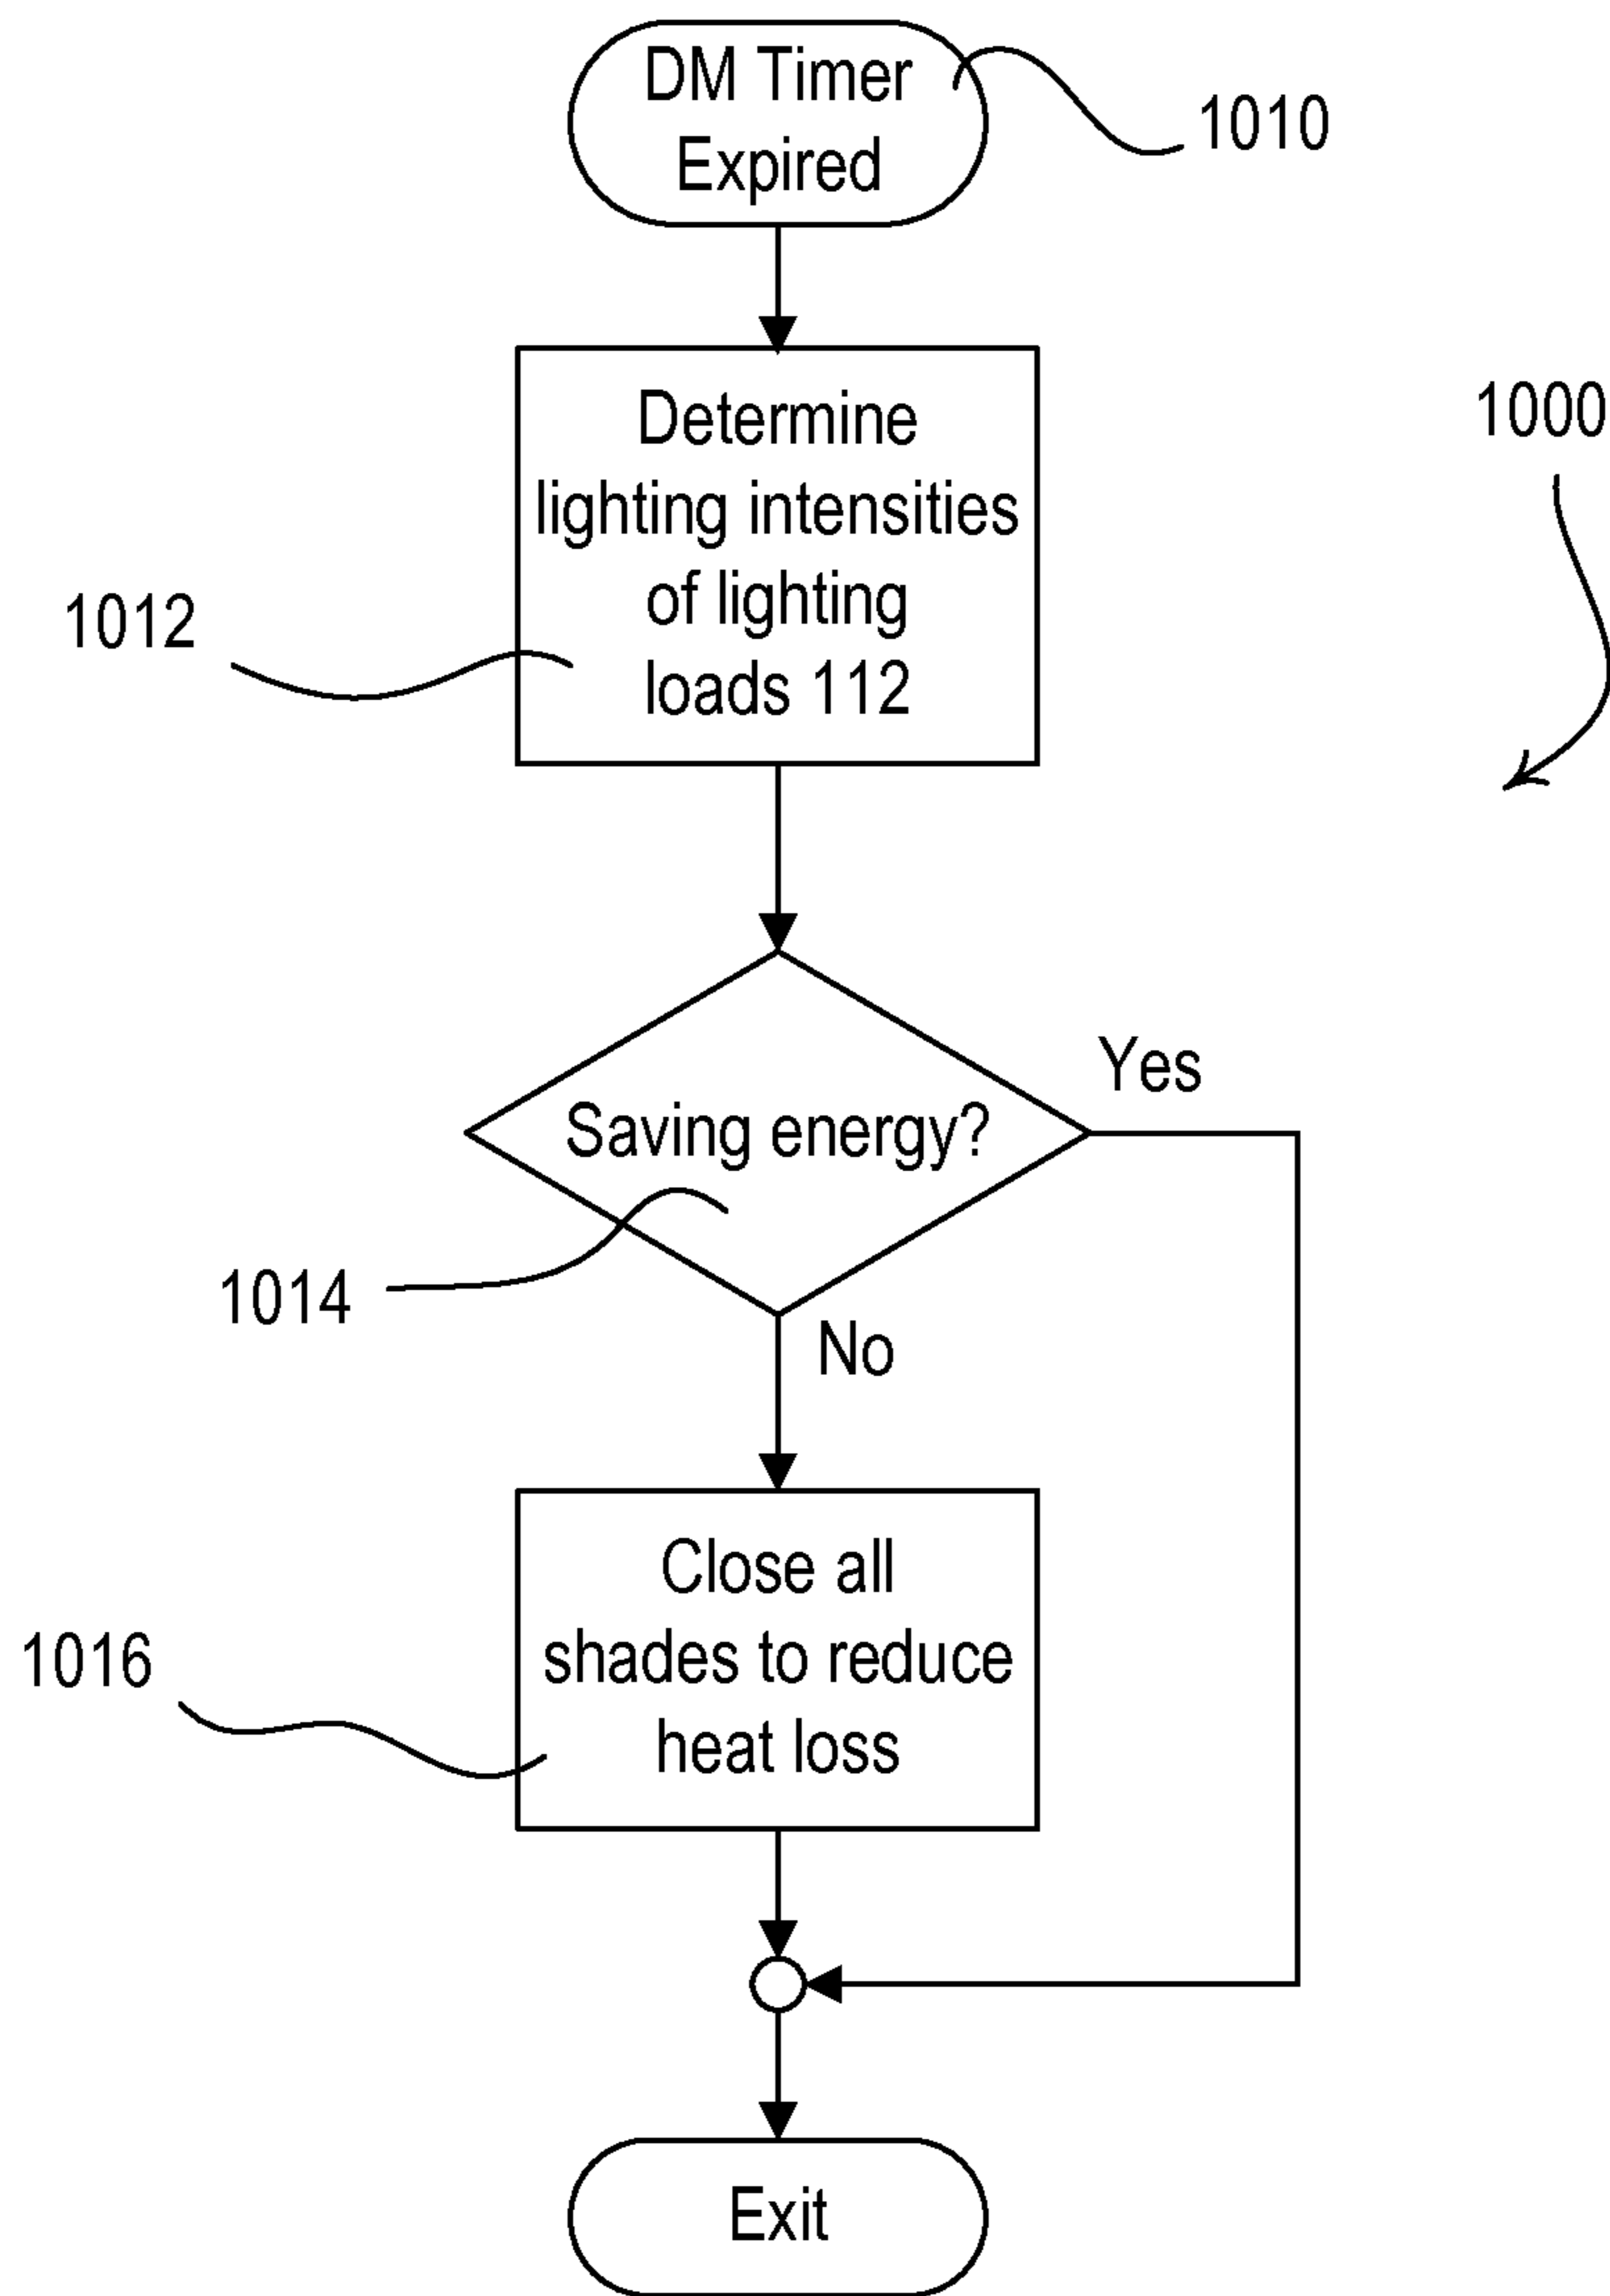 DM Timer
Expired
1010
Determine
lighting intensities
of lighting
loads 112
1000
1012
Saving energy?
Yes
1014
No
Close all
shades to reduce
heat loss
1016
Exit